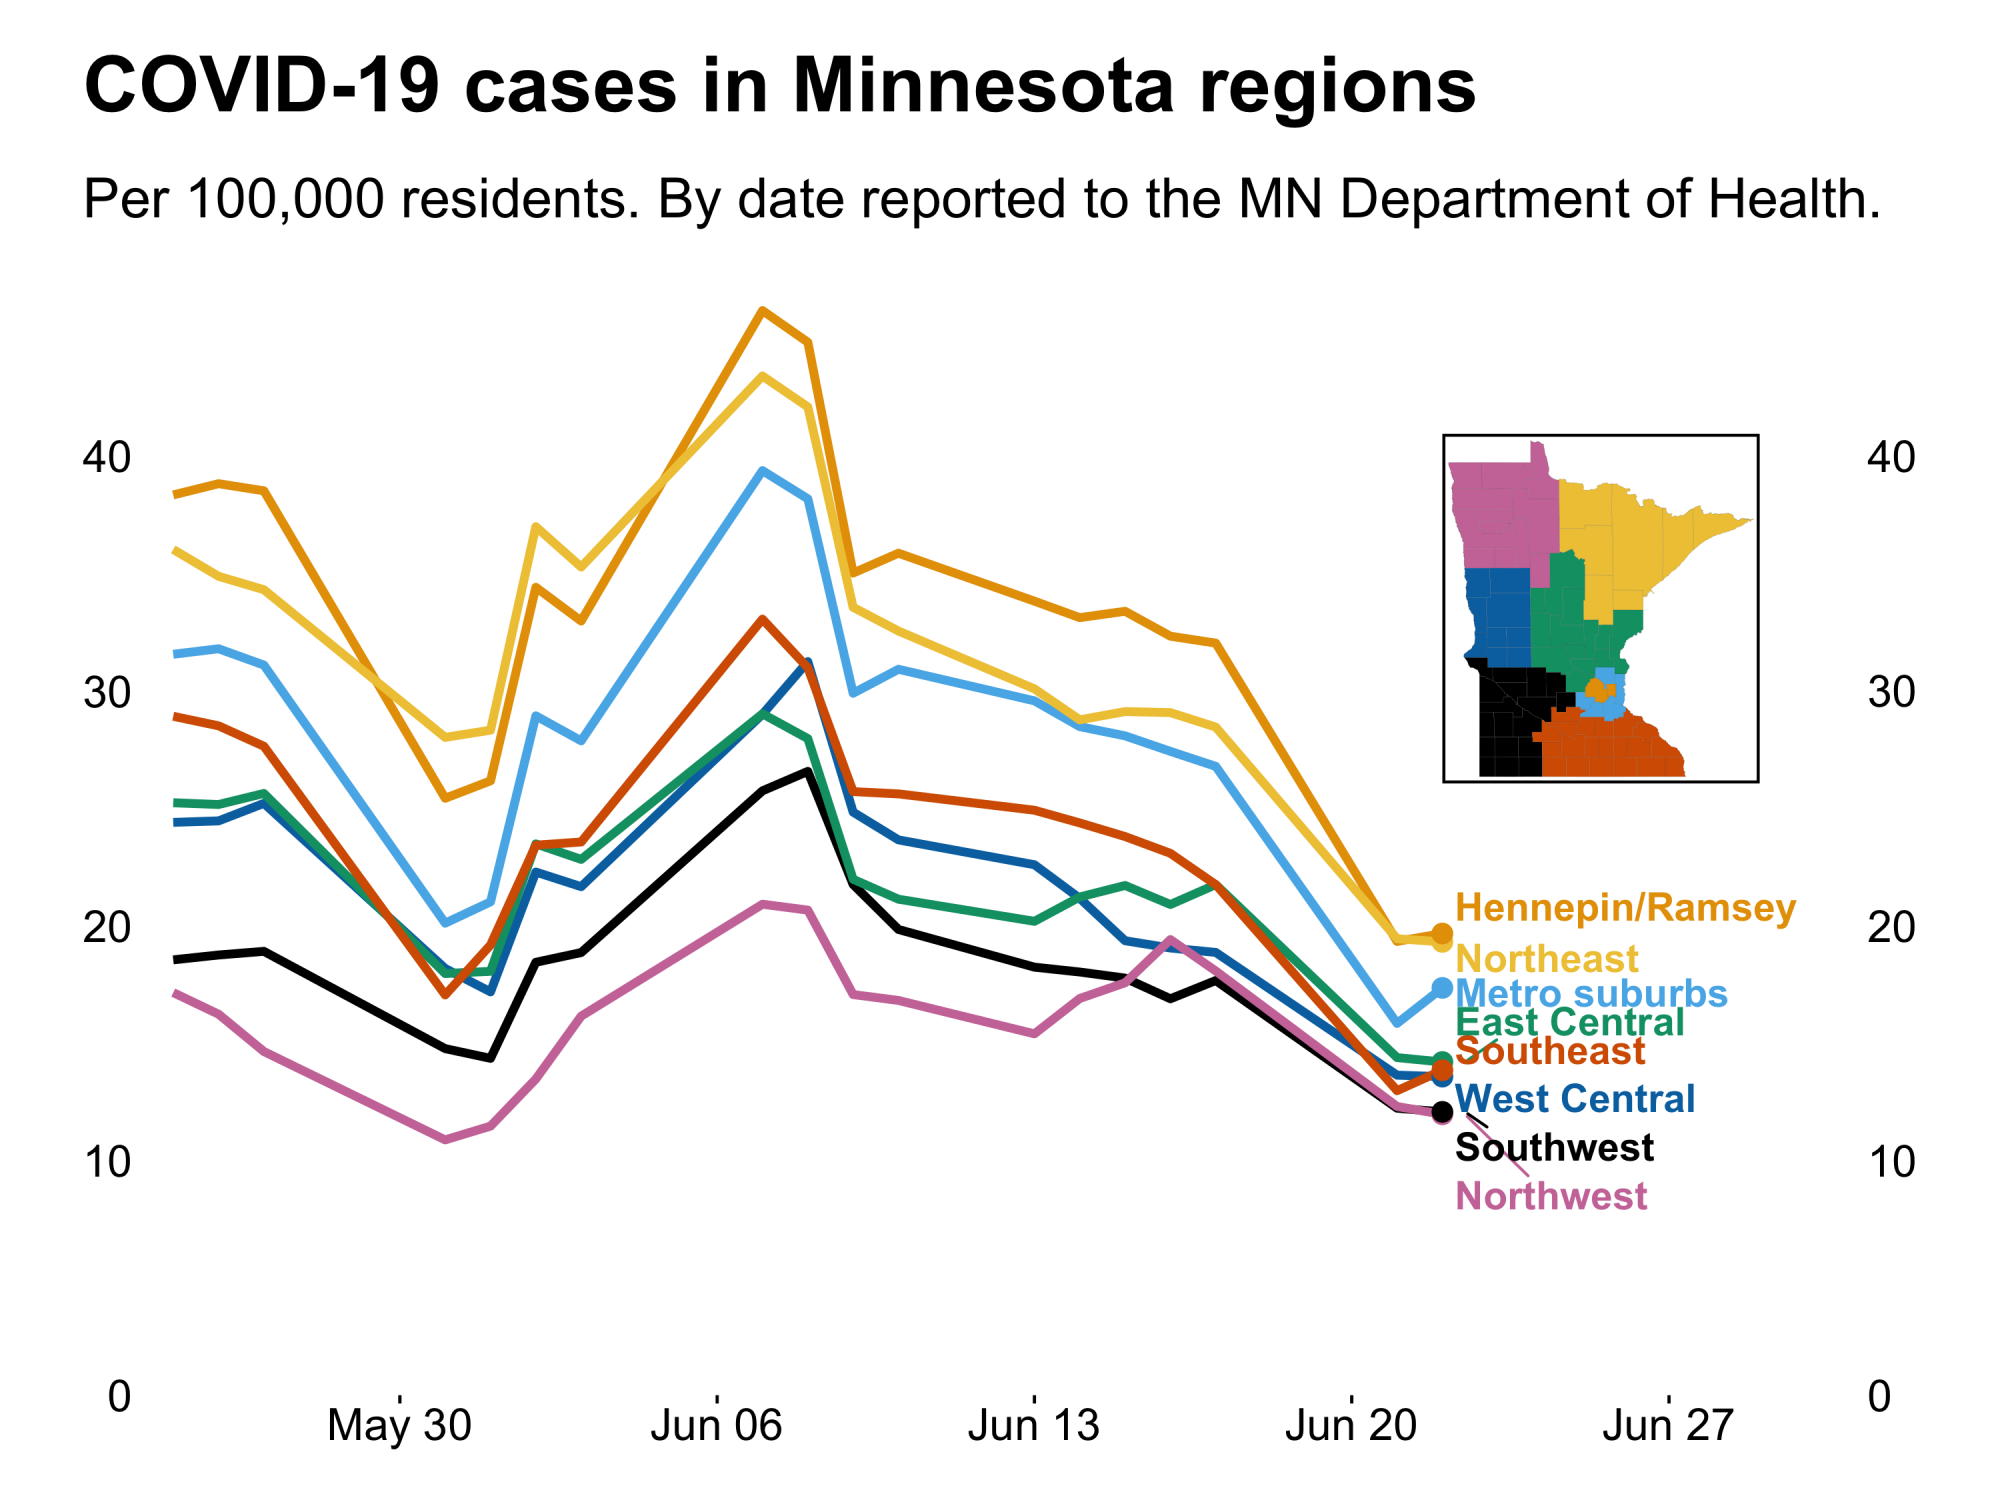 COVID-19 cases in Minnesota regions
Per 100,000 residents. By date reported to the MN Department of Health.
40
40
30
30
Hennepin/Ramsey
20
20
Northeast
Metro suburbs
East Central
Southeast
West Central
Southwest
10
10
Northwest
0
0
May 30
Jun 06
Jun 13
Jun 20
Jun 27